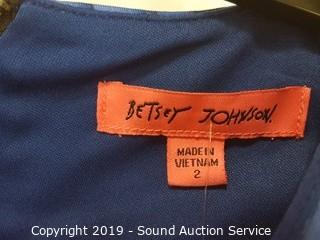 BETSEY JOHNSON.
MADE IN
VIETNAM
2
Copyright 2019 - Sound Auction Service